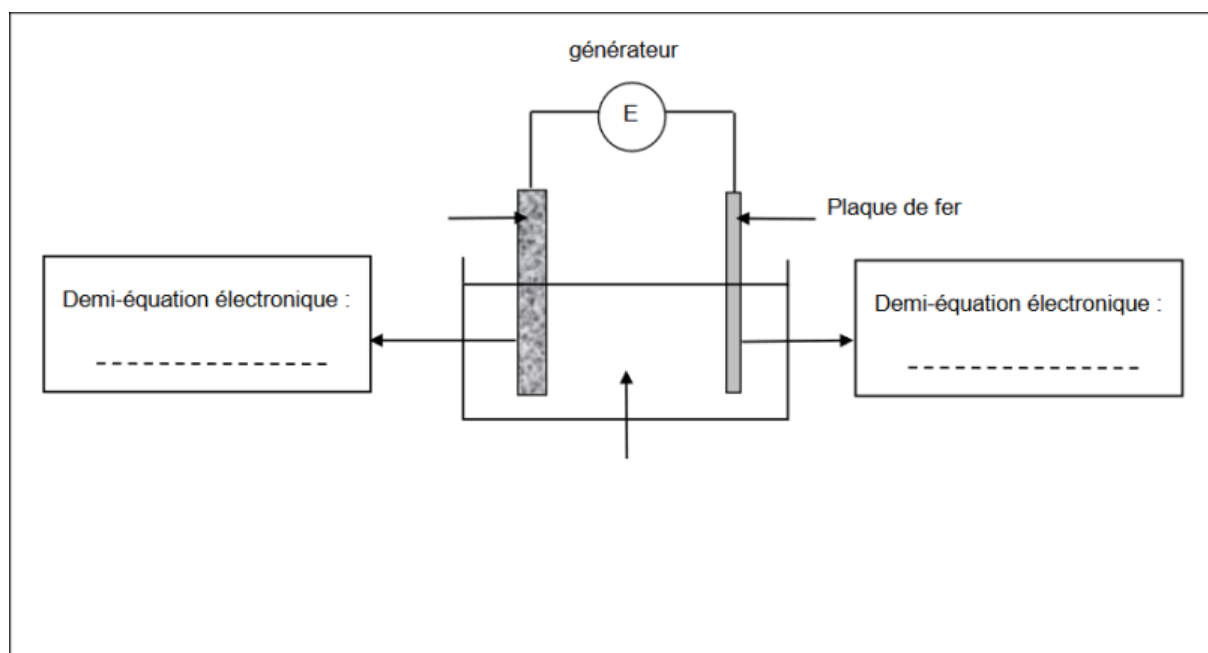 générateur
E
Plaque de fer
Demi-équation électronique :
Demi-équation électronique :